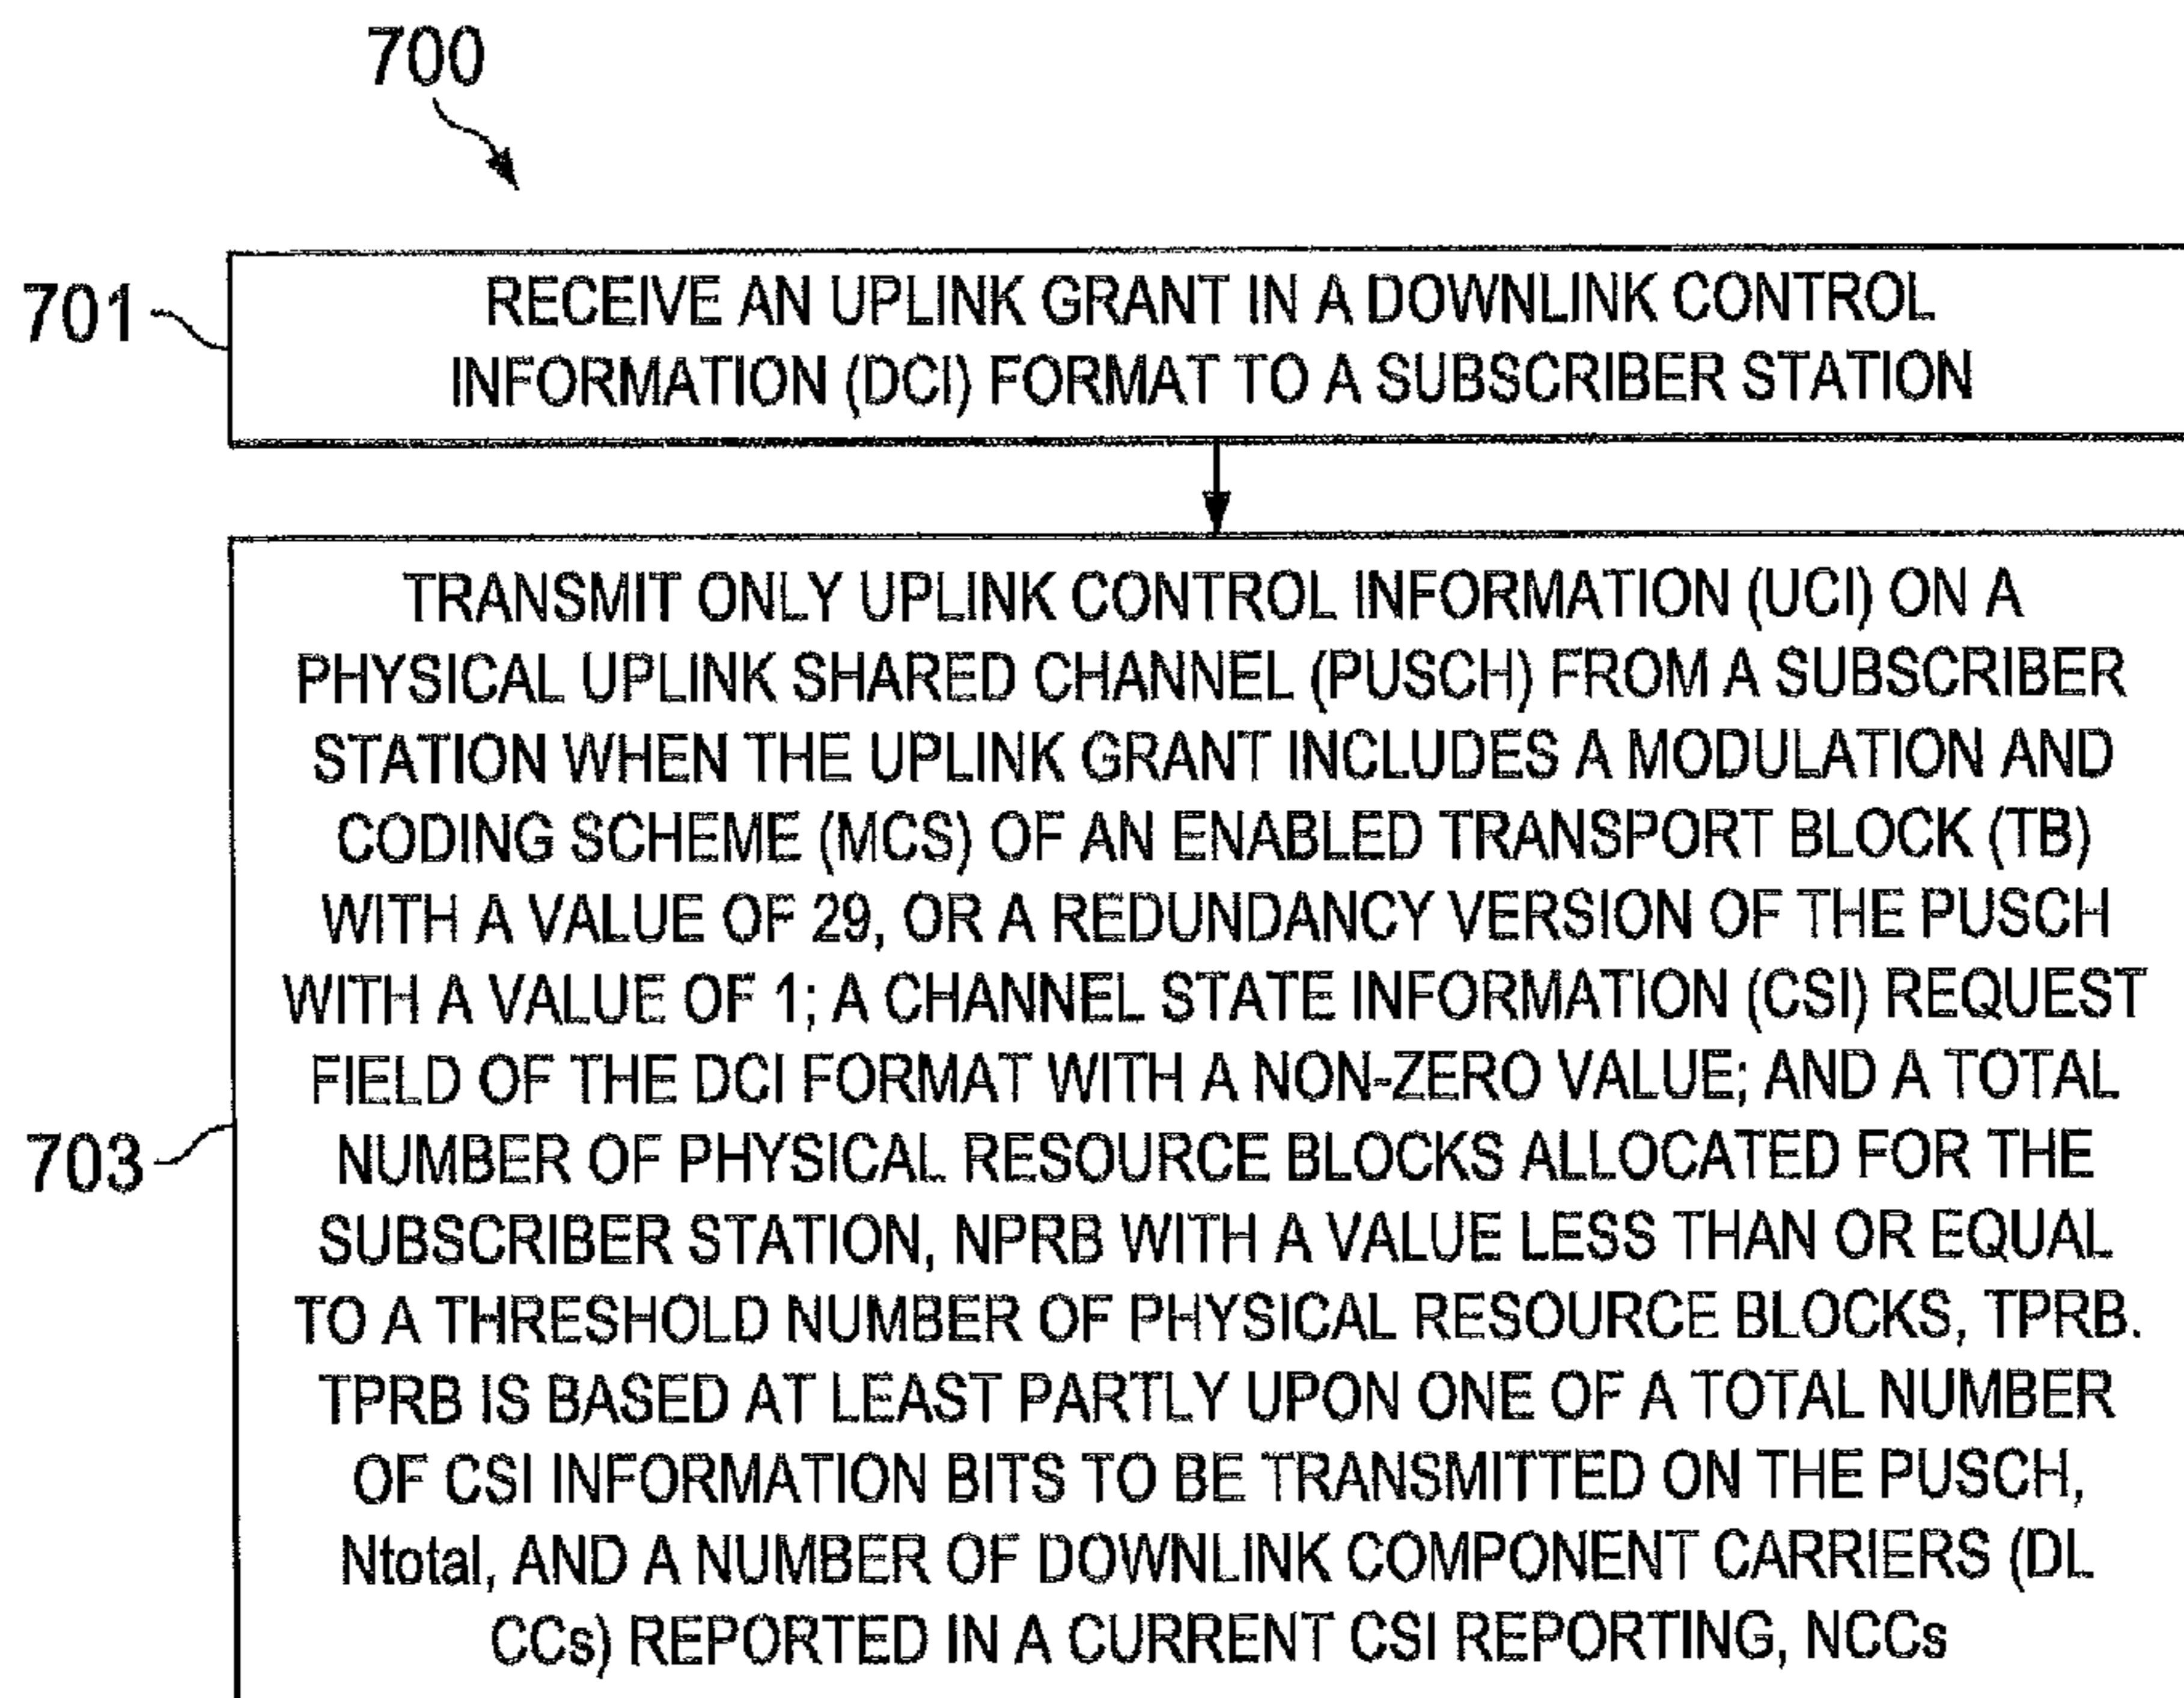 700
701
RECEIVE AN UPLINK GRANT IN A DOWNLINK CONTROL
INFORMATION (DCI) FORMAT TO A SUBSCRIBER STATION
703
TRANSMIT ONLY UPLINK CONTROL INFORMATION (UCI) ON A
PHYSICAL UPLINK SHARED CHANNEL (PUSCH) FROM A SUBSCRIBER
STATION WHEN THE UPLINK GRANT INCLUDES A MODULATION AND
CODING SCHEME (MCS) OF AN ENABLED TRANSPORT BLOCK (TB)
WITH A VALUE OF 29, OR A REDUNDANCY VERSION OF THE PUSCH
WITH A VALUE OF 1; A CHANNEL STATE INFORMATION (CSI) REQUEST
FIELD OF THE DCI FORMAT WITH A NON-ZERO VALUE; AND A TOTAL
NUMBER OF PHYSICAL RESOURCE BLOCKS ALLOCATED FOR THE
SUBSCRIBER STATION, NPRB WITH A VALUE LESS THAN OR EQUAL
TO A THRESHOLD NUMBER OF PHYSICAL RESOURCE BLOCKS, TPRB.
TPRB IS BASED AT LEAST PARTLY UPON ONE OF A TOTAL NUMBER
OF CSI INFORMATION BITS TO BE TRANSMITTED ON THE PUSCH,
Ntotal, AND A NUMBER OF DOWNLINK COMPONENT CARRIERS (DL
CCs) REPORTED IN A CURRENT CSI REPORTING, NCCs